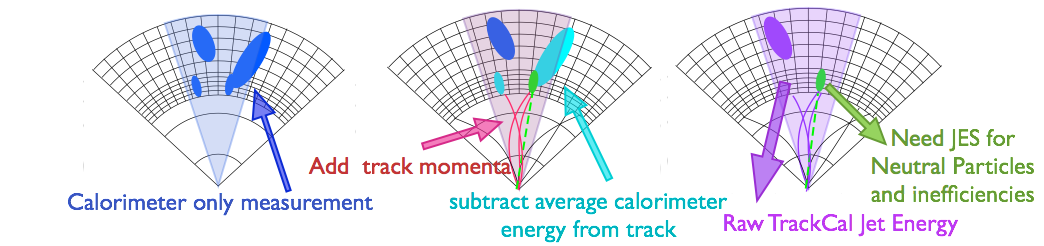 Calorimeter only measurement
Add track momenta
subtract average calorimeter
energy from track
Need JES for
Neutral Particles
and inefficiencies
Raw TrackCal Jet Energy